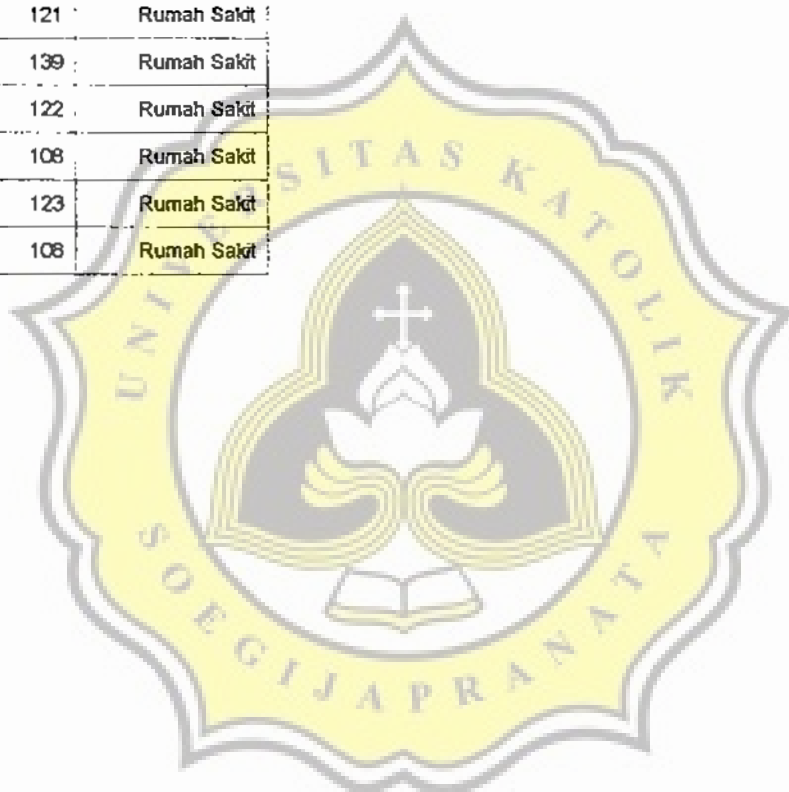 121 Rumah Sakit
139 Rumah Sakit
122 Rumah Sakit
108 Rumah Sakit
123 Rumah Sakit
108 Rumah Sakit
UNIVERSITAS KATOLIK
SOEGIJAPRANATA